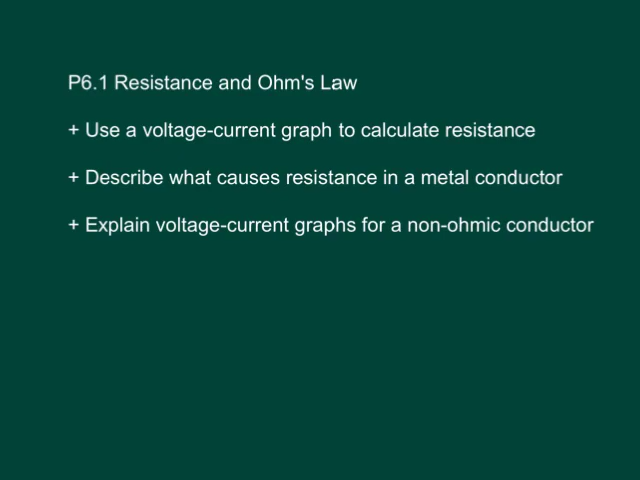 P6.1 Resistance and Ohm's Law
+ Use a voltage-current graph to calculate resistance
+ Describe what causes resistance in a metal conductor
+ Explain voltage-current graphs for a non-ohmic conductor